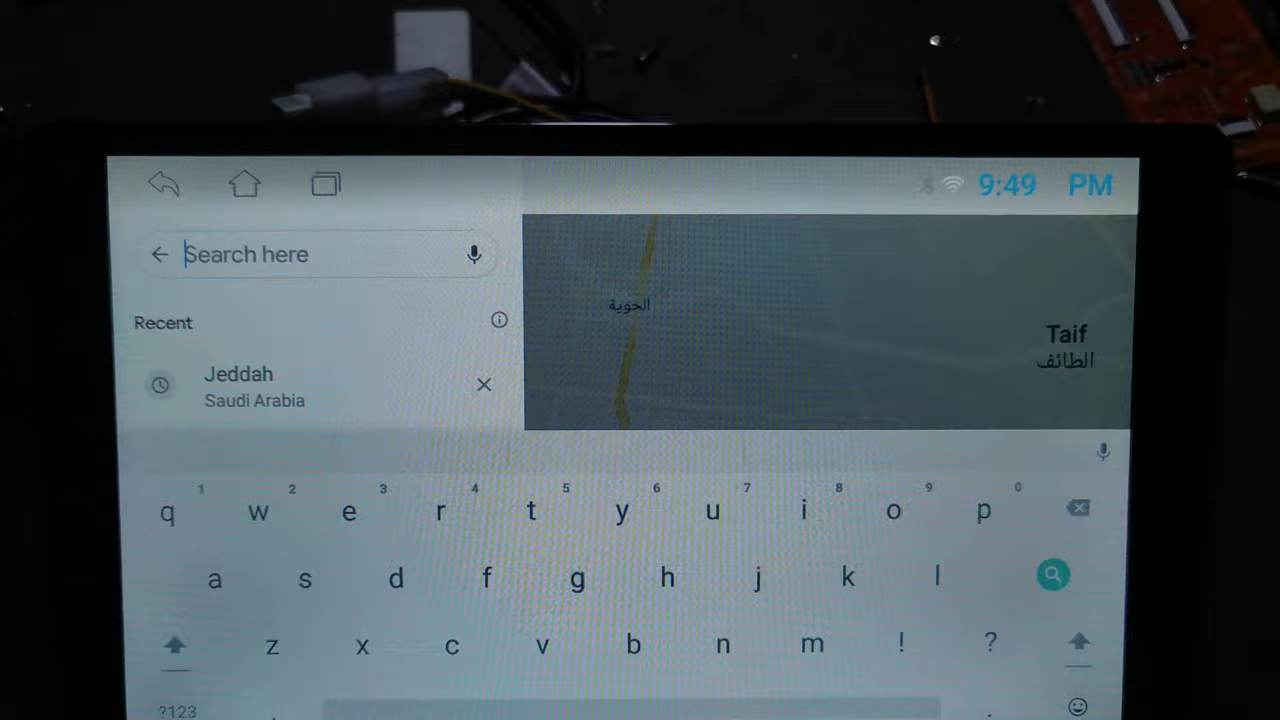 9:49 PM
Search here
Recent
Jeddah
Saudi Arabia
الحوية
Taif
الطائف
1 2 3 4 5 6 7 8 9 0
q w e r t y u i o p
a s d f g h j k l
z x c v b n m ! ?
?123 , .